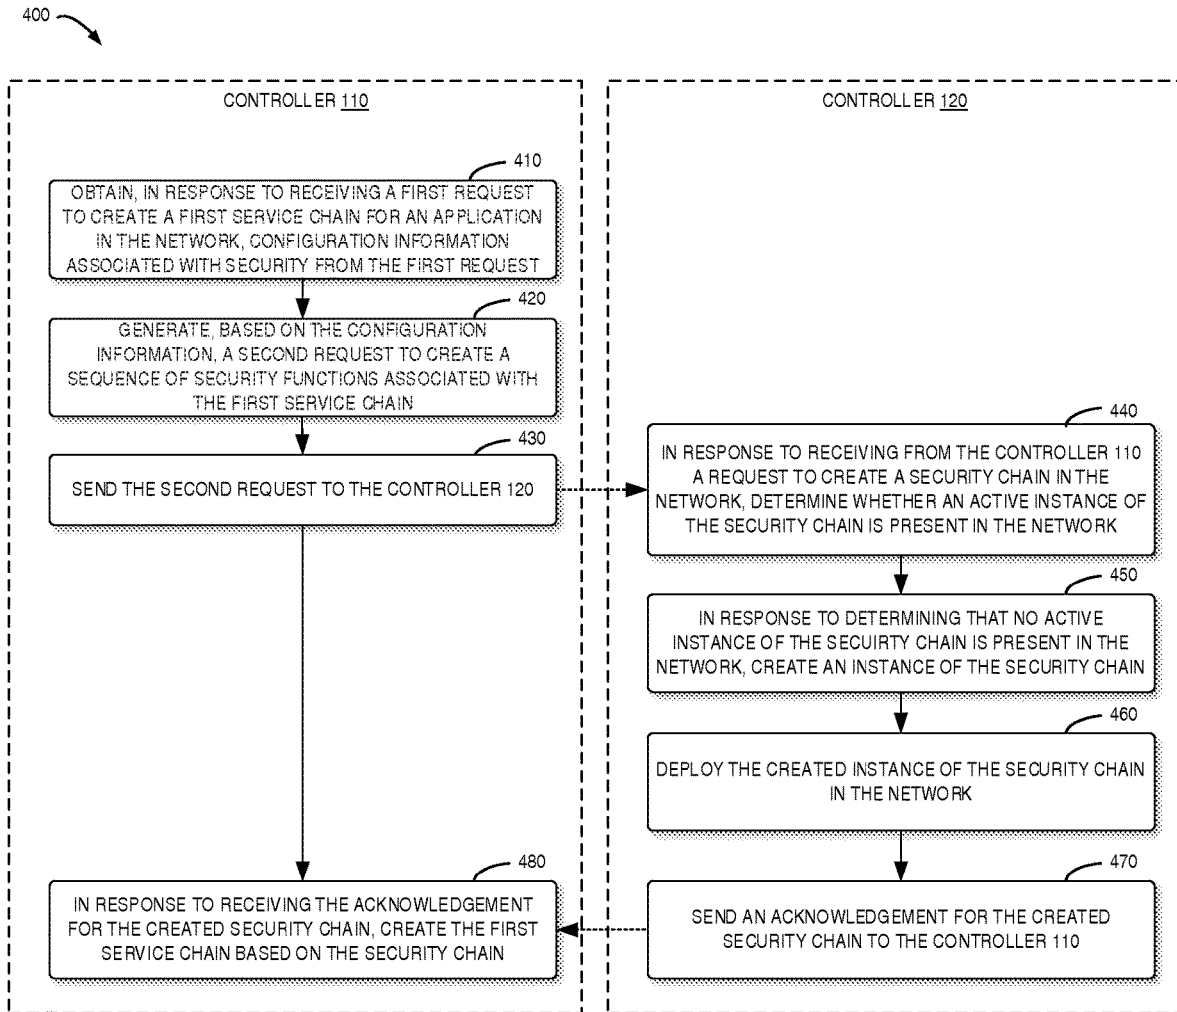 400
CONTROLLER 110
410
OBTAIN, IN RESPONSE TO RECEIVING A FIRST REQUEST
TO CREATE A FIRST SERVICE CHAIN FOR AN APPLICATION
IN THE NETWORK, CONFIGURATION INFORMATION
ASSOCIATED WITH SECURITY FROM THE FIRST REQUEST
420
GENERATE, BASED ON THE CONFIGURATION
INFORMATION, A SECOND REQUEST TO CREATE A
SEQUENCE OF SECURITY FUNCTIONS ASSOCIATED WITH
THE FIRST SERVICE CHAIN
430
SEND THE SECOND REQUEST TO THE CONTROLLER 120
CONTROLLER 120
440
IN RESPONSE TO RECEIVING FROM THE CONTROLLER 110
A REQUEST TO CREATE A SECURITY CHAIN IN THE
NETWORK, DETERMINE WHETHER AN ACTIVE INSTANCE OF
THE SECURITY CHAIN IS PRESENT IN THE NETWORK
450
IN RESPONSE TO DETERMINING THAT NO ACTIVE
INSTANCE OF THE SECUIRTY CHAIN IS PRESENT IN THE
NETWORK, CREATE AN INSTANCE OF THE SECURITY CHAIN
460
DEPLOY THE CREATED INSTANCE OF THE SECURITY CHAIN
IN THE NETWORK
470
SEND AN ACKNOWLEDGEMENT FOR THE CREATED
SECURITY CHAIN TO THE CONTROLLER 110
480
IN RESPONSE TO RECEIVING THE ACKNOWLEDGEMENT
FOR THE CREATED SECURITY CHAIN, CREATE THE FIRST
SERVICE CHAIN BASED ON THE SECURITY CHAIN